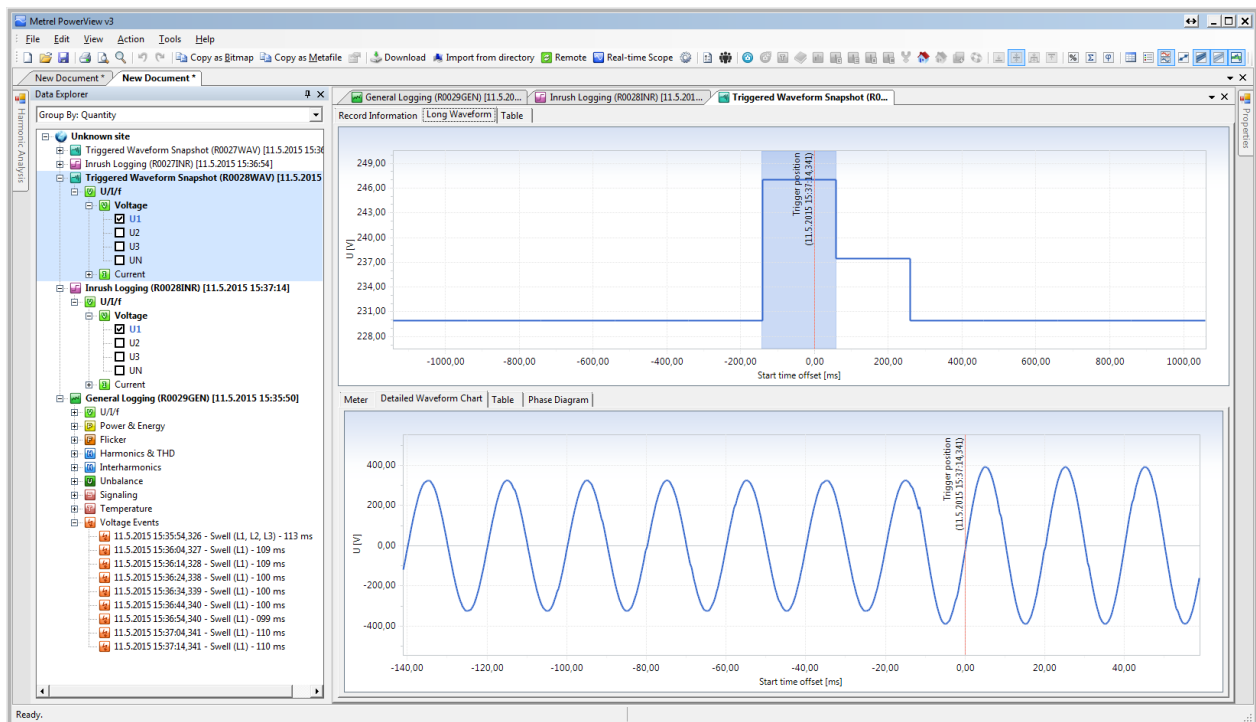 Metrel PowerView v3
File Edit View Action Tools Help
Copy as Bitmap Copy as Metafile Download Import from directory Remote Real-time Scope
New Document * New Document *
Data Explorer
Group By: Quantity
Harmonic Analysis
Unknown site
Triggered Waveform Snapshot (R0027WAV) [11.5.2015 15:36
Inrush Logging (R0027INR) [11.5.2015 15:36:54]
Triggered Waveform Snapshot (R0028WAV) [11.5.2015
U/I/f
Voltage
U1
U2
U3
UN
Current
Inrush Logging (R0028INR) [11.5.2015 15:37:14]
U/I/f
Voltage
U1
U2
U3
UN
Current
General Logging (R0029GEN) [11.5.2015 15:35:50]
U/I/f
Power & Energy
Flicker
Harmonics & THD
Interharmonics
Unbalance
Signaling
Temperature
Voltage Events
11.5.2015 15:35:54,326 - Swell (L1, L2, L3) - 113 ms
11.5.2015 15:36:04,327 - Swell (L1) - 109 ms
11.5.2015 15:36:14,328 - Swell (L1) - 109 ms
11.5.2015 15:36:24,338 - Swell (L1) - 100 ms
11.5.2015 15:36:34,339 - Swell (L1) - 100 ms
11.5.2015 15:36:44,340 - Swell (L1) - 100 ms
11.5.2015 15:36:54,340 - Swell (L1) - 099 ms
11.5.2015 15:37:04,341 - Swell (L1) - 110 ms
11.5.2015 15:37:14,341 - Swell (L1) - 110 ms
General Logging (R0029GEN) [11.5.20... Inrush Logging (R0028INR) [11.5.201... Triggered Waveform Snapshot (R0...
Record Information Long Waveform Table
249,00
246,00
243,00
240,00
237,00
234,00
231,00
228,00
U [V]
Trigger position
(11.5.2015 15:37:14,341)
-1000,00 -800,00 -600,00 -400,00 -200,00 0,00 200,00 400,00 600,00 800,00 1000,00
Start time offset [ms]
Meter Detailed Waveform Chart Table Phase Diagram
400,00
200,00
0,00
-200,00
-400,00
U [V]
Trigger position
(11.5.2015 15:37:14,341)
-140,00 -120,00 -100,00 -80,00 -60,00 -40,00 -20,00 0,00 20,00 40,00
Start time offset [ms]
Properties
Ready.